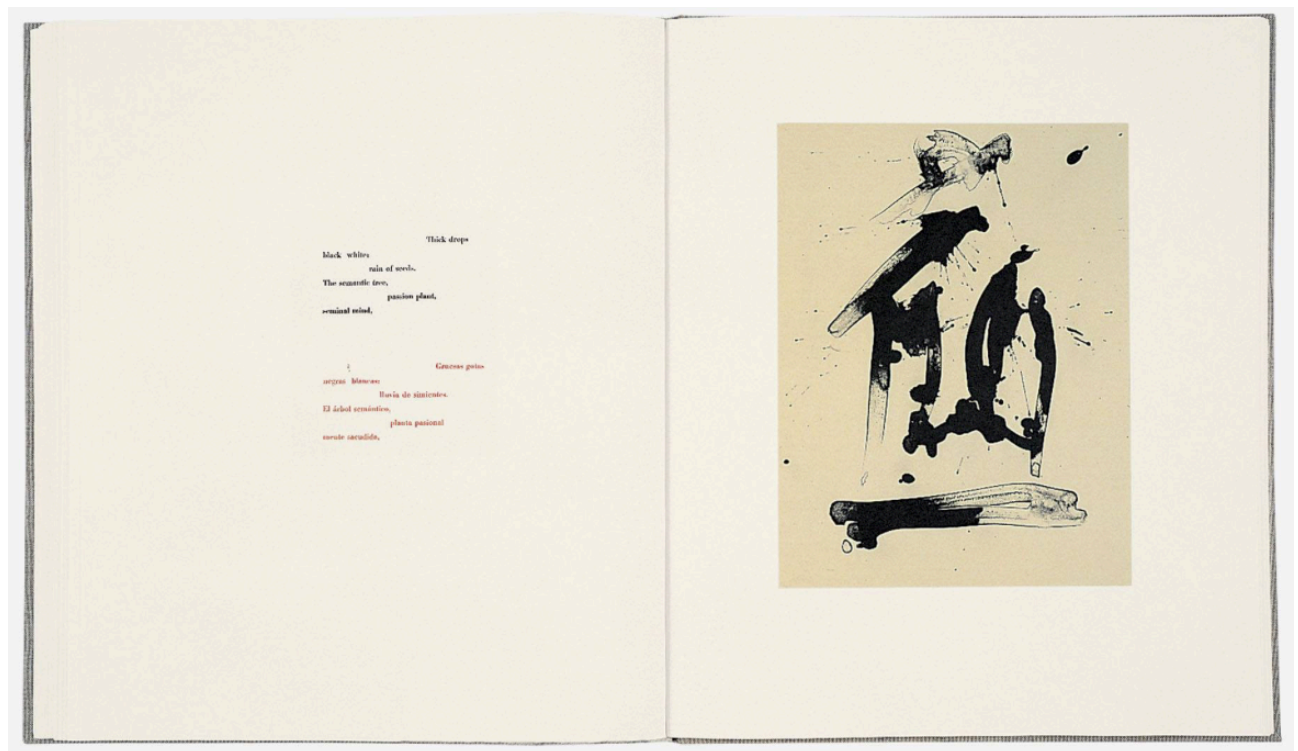 Thick drops
black whites
rain of seeds.
The semantic tree,
passion plant,
seminal mind,
Gruesas gotas
negras blancas:
lluvia de simientes.
El árbol semántico,
planta pasional
mente sacudida,